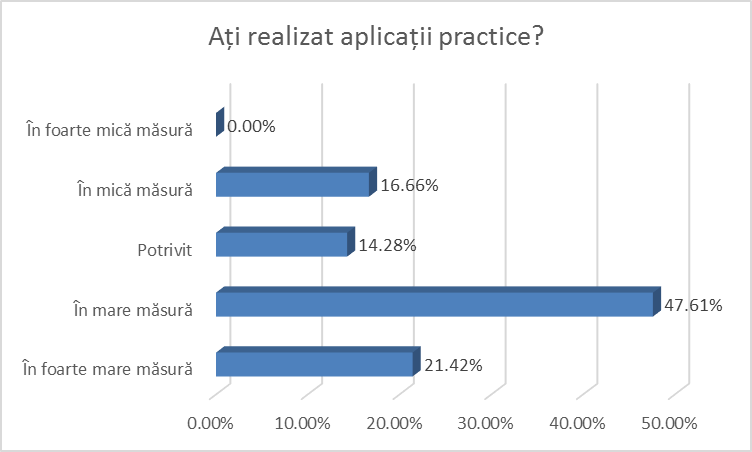 Ați realizat aplicații practice?
În foarte mică măsură
0.00%
În mică măsură
16.66%
Potrivit
14.28%
În mare măsură
47.61%
În foarte mare măsură
21.42%
0.00% 10.00% 20.00% 30.00% 40.00% 50.00%